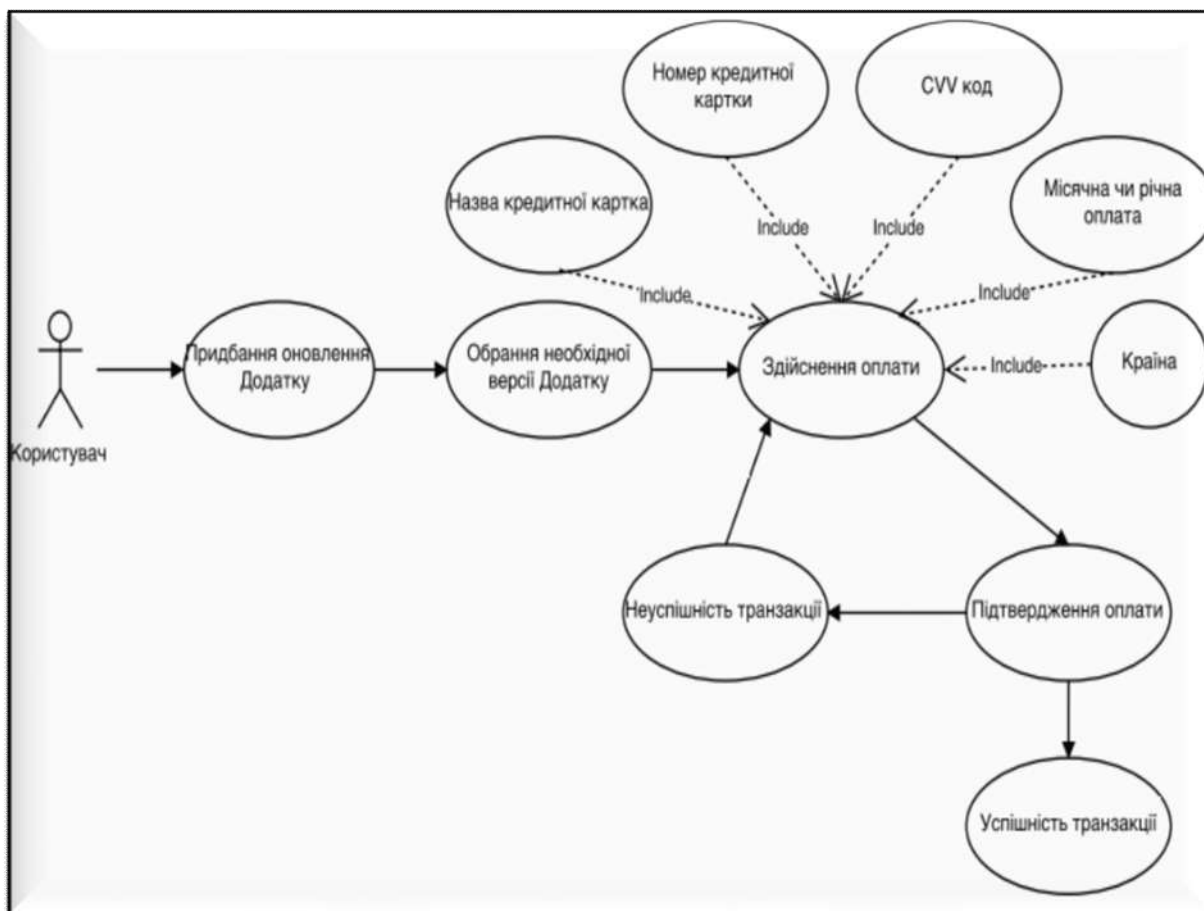 Номер кредитної
картки
CVV код
Назва кредитної картка
Місячна чи річна
оплата
Include
Include
Include
Include
Include
Країна
Користувач
Придбання оновлення
Додатку
Обрання необхідної
версії Додатку
Здійснення оплати
Неуспішність транзакції
Підтвердження оплати
Успішність транзакції